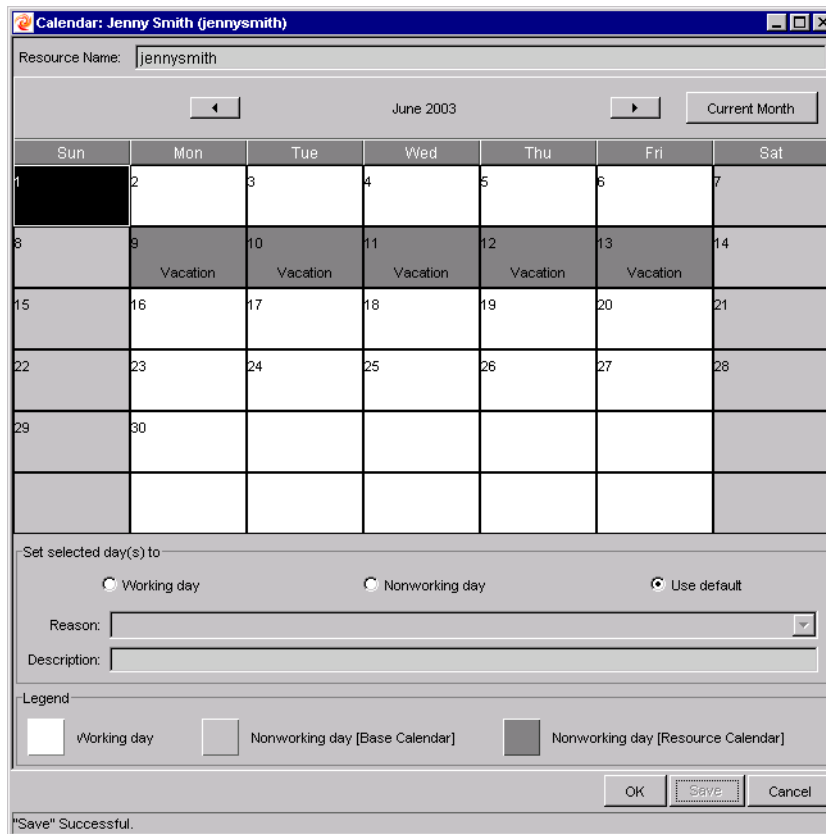 Calendar: Jenny Smith (jennysmith)
Resource Name: jennysmith
June 2003 Current Month
Sun Mon Tue Wed Thu Fri Sat
1 2 3 4 5 6 7
8 9 10 11 12 13 14
Vacation Vacation Vacation Vacation Vacation
15 16 17 18 19 20 21
22 23 24 25 26 27 28
29 30
Set selected day(s) to
Working day Nonworking day Use default
Reason:
Description:
Legend
Working day Nonworking day [Base Calendar] Nonworking day [Resource Calendar]
OK Save Cancel
"Save" Successful.